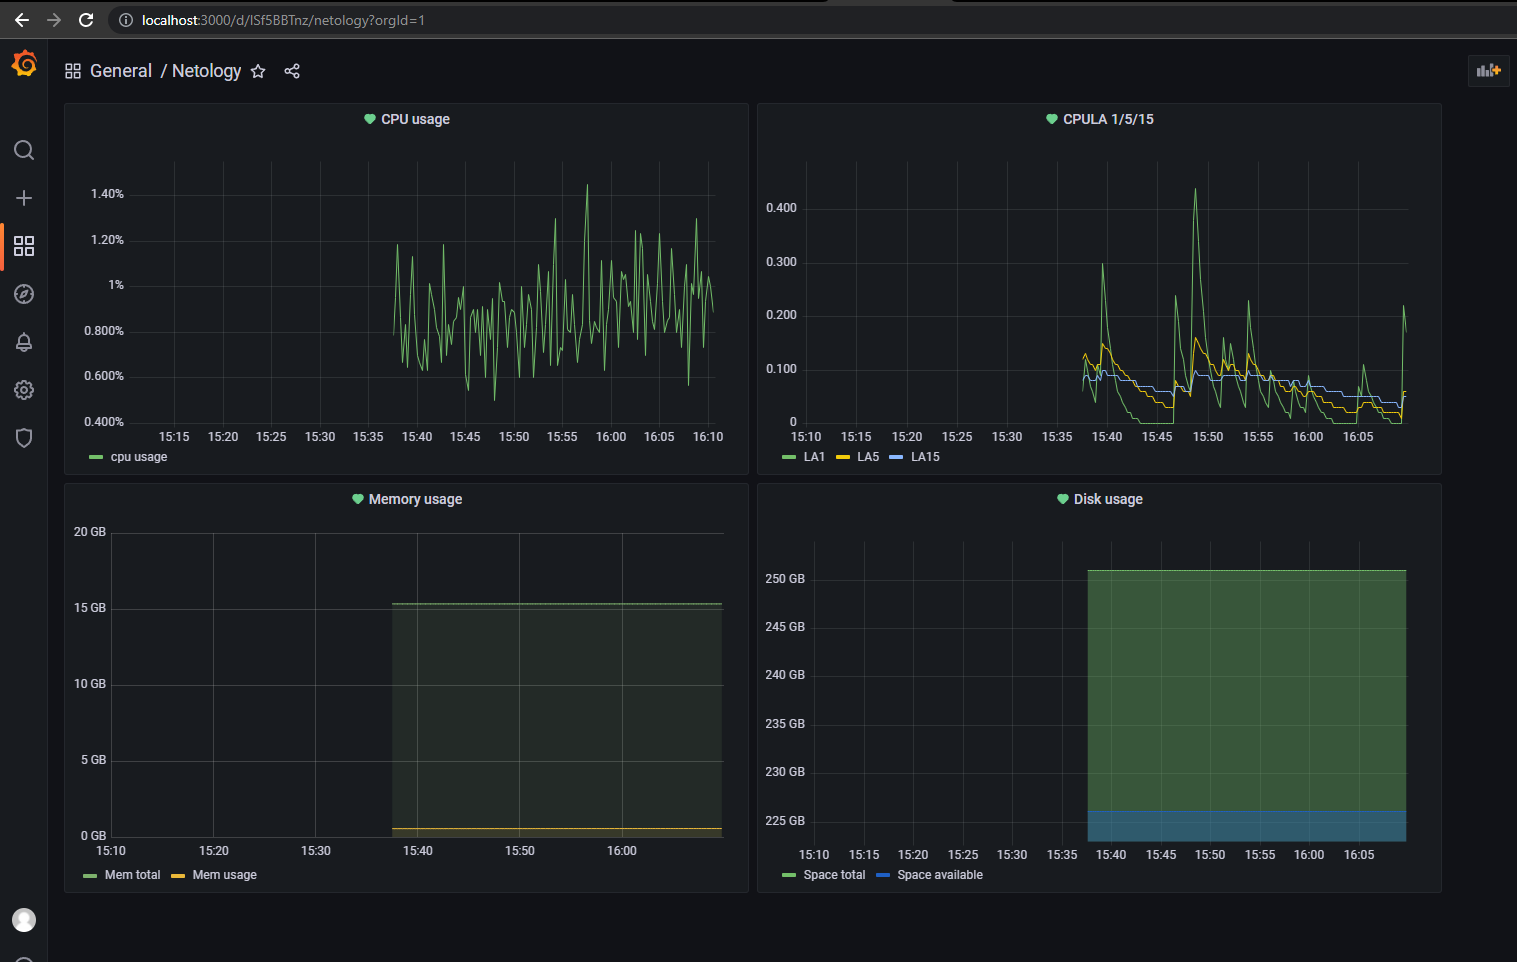 localhost:3000/d/ISf5BBTnz/netology?orgId=1
General / Netology
CPU usage
1.40%
1.20%
1%
0.800%
0.600%
0.400%
15:15 15:20 15:25 15:30 15:35 15:40 15:45 15:50 15:55 16:00 16:05 16:10
cpu usage
CPULA 1/5/15
0.400
0.300
0.200
0.100
0
15:10 15:15 15:20 15:25 15:30 15:35 15:40 15:45 15:50 15:55 16:00 16:05
LA1 LA5 LA15
Memory usage
20 GB
15 GB
10 GB
5 GB
0 GB
15:10 15:20 15:30 15:40 15:50 16:00
Mem total Mem usage
Disk usage
250 GB
245 GB
240 GB
235 GB
230 GB
225 GB
15:10 15:15 15:20 15:25 15:30 15:35 15:40 15:45 15:50 15:55 16:00 16:05
Space total Space available